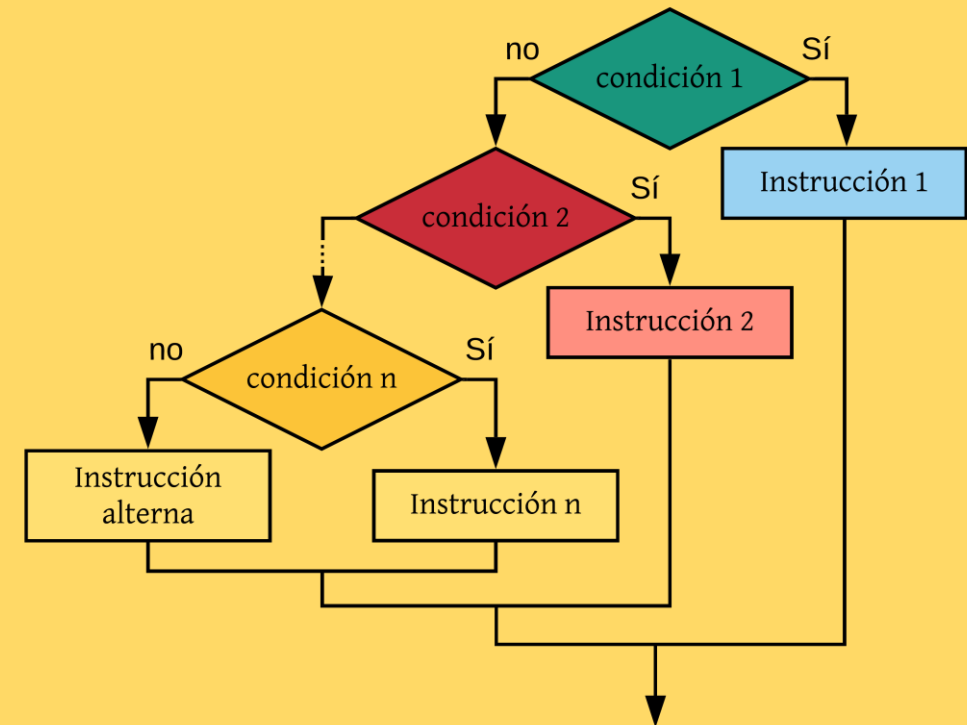 no
Sí
condición 1
Instrucción 1
Sí
condición 2
Instrucción 2
no
Sí
condición n
Instrucción
alterna
Instrucción n